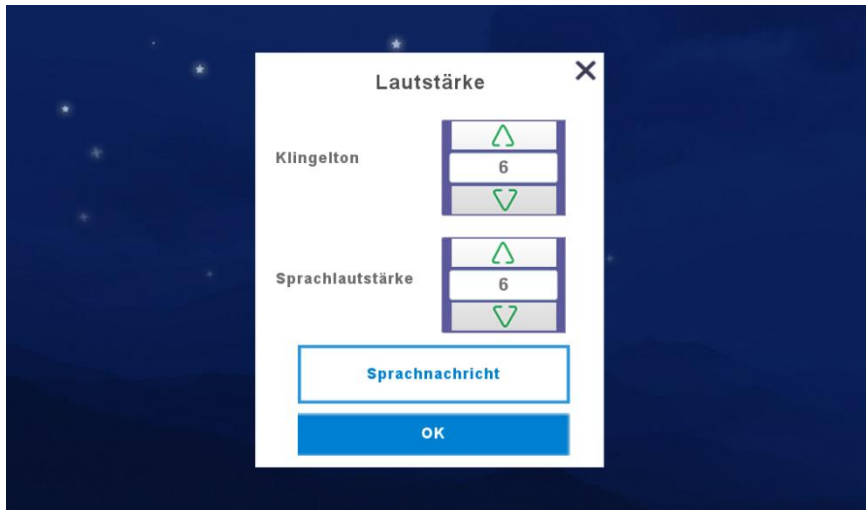 Lautstärke
Klingelton
6
Sprachlautstärke
6
Sprachnachricht
OK